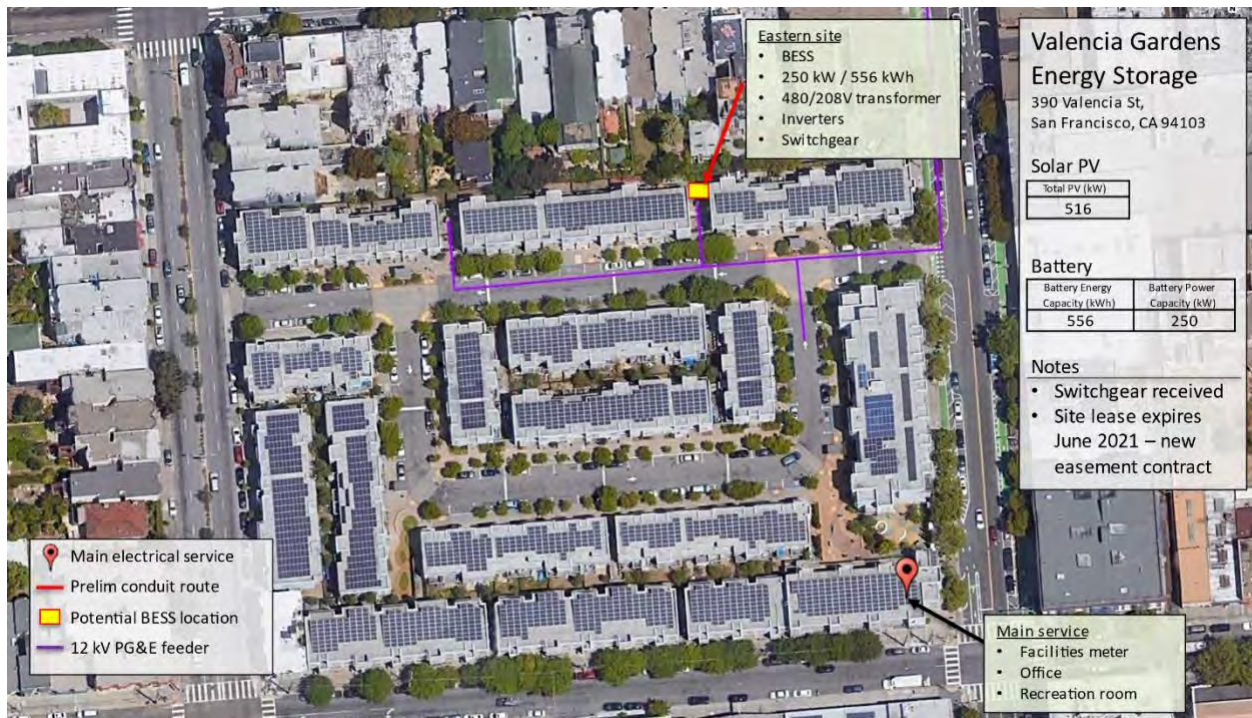 Eastern site
• BESS
• 250 kW / 556 kWh
• 480/208V transformer
• Inverters
• Switchgear
Valencia Gardens
Energy Storage
390 Valencia St,
San Francisco, CA 94103
Solar PV
Total PV (kW)
516
Battery
Battery Energy
Capacity (kWh)
Battery Power
Capacity (kW)
556
250
Notes
• Switchgear received
• Site lease expires
June 2021 – new
easement contract
Main electrical service
Prelim conduit route
Potential BESS location
12 kV PG&E feeder
Main service
• Facilities meter
• Office
• Recreation room